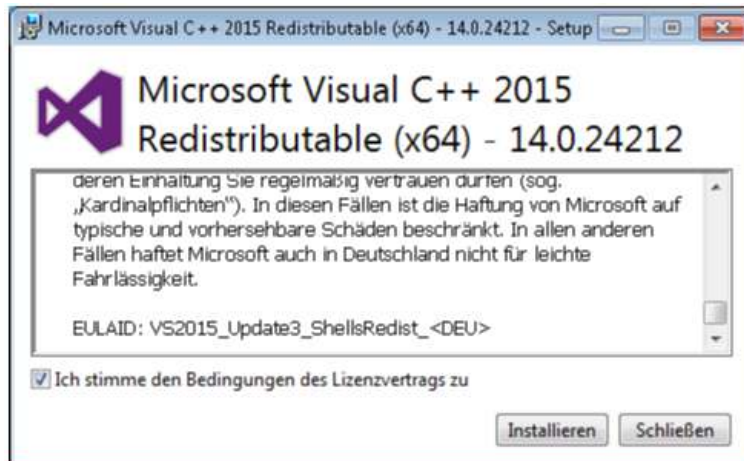 Microsoft Visual C++ 2015 Redistributable (x64) - 14.0.24212 - Setup
Microsoft Visual C++ 2015
Redistributable (x64) - 14.0.24212
deren Einhaltung Sie regelmäßig vertrauen dürfen (sog.
„Kardinalpflichten“). In diesen Fällen ist die Haftung von Microsoft auf
typische und vorhersehbare Schäden beschränkt. In allen anderen
Fällen haftet Microsoft auch in Deutschland nicht für leichte
Fahrlässigkeit.
EULAID: VS2015_Update3_ShellsRedist_<DEU>
Ich stimme den Bedingungen des Lizenzvertrags zu
Installieren
Schließen